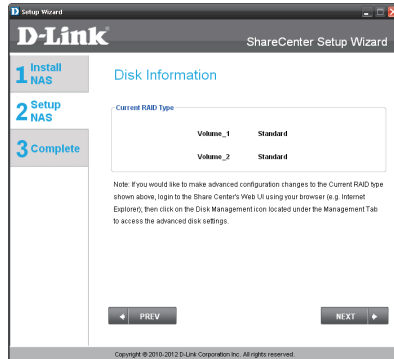 Setup Wizard
D-Link
ShareCenter Setup Wizard
1 Install NAS
2 Setup NAS
3 Complete
Disk Information
Current RAID Type
Volume_1 Standard
Volume_2 Standard
Note: If you would like to make advanced configuration changes to the Current RAID type
shown above, login to the Share Center's Web UI using your browser (e.g. Internet
Explorer); then click on the Disk Management icon located under the Management Tab
to access the advanced disk settings.
PREV
NEXT
Copyright © 2010-2012 D-Link Corporation Inc. All rights reserved.